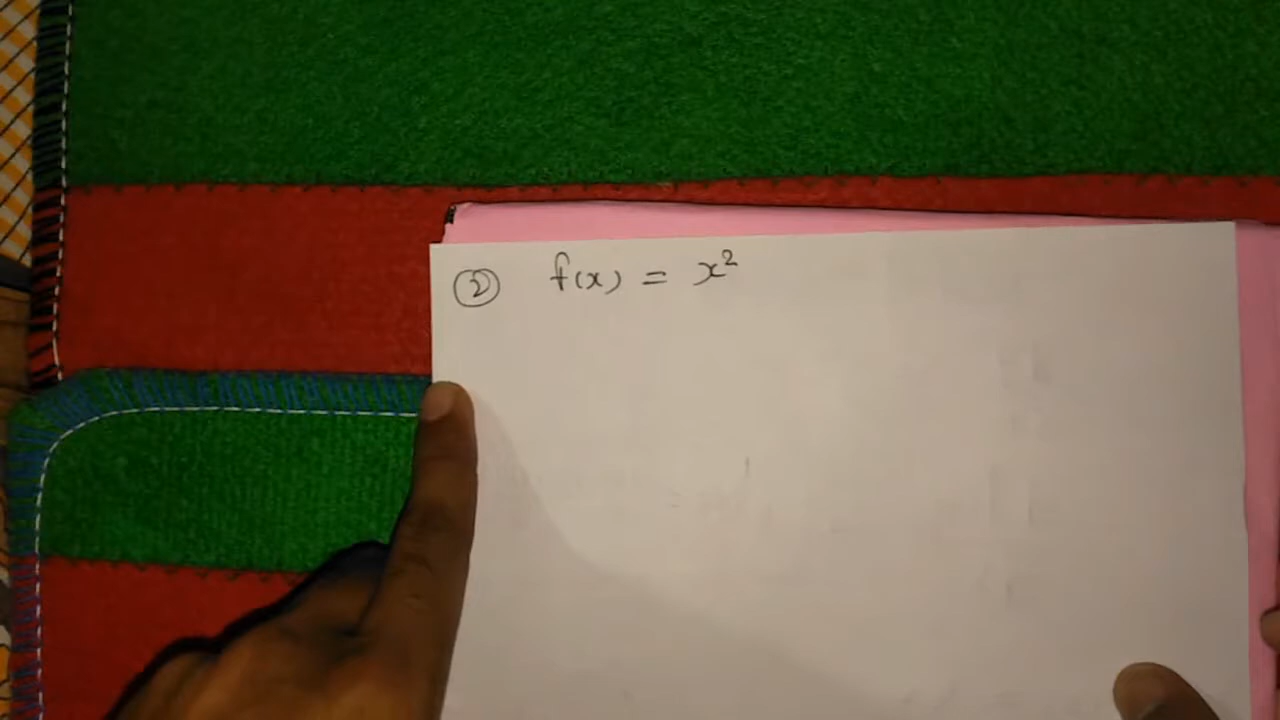 ② f(x) = x²